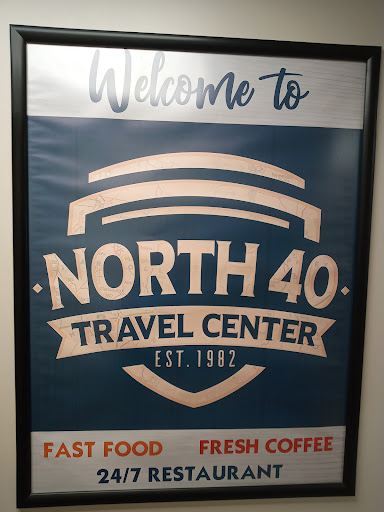 Welcome to
NORTH 40
TRAVEL CENTER
EST. 1982
FAST FOOD FRESH COFFEE
24/7 RESTAURANT